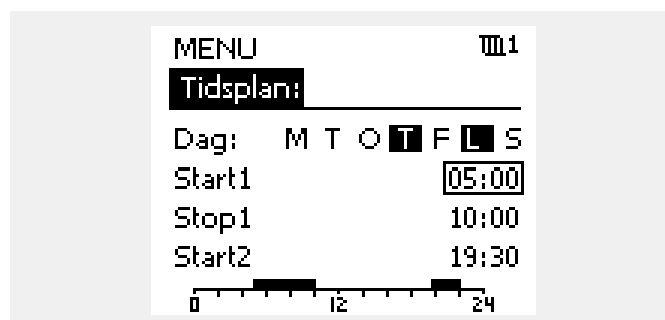 MENU 1
Tidsplan:
Dag: M T O T F L S
Start1 05:00
Stop1 10:00
Start2 19:30
0 12 24